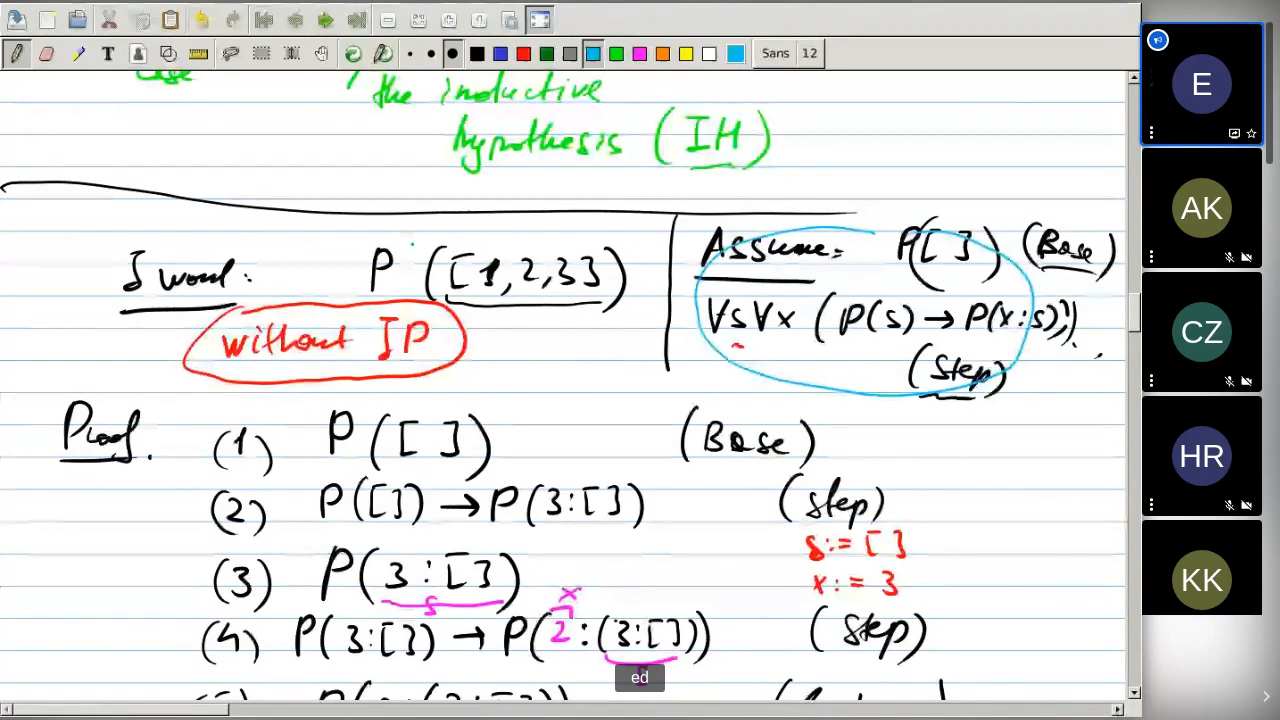 Sans 12
the inductive
hypothesis (IH)
I want: P ([1,2,3])
without IP
Assume: P([ ]) (Base)
∀s∀x (P(s) → P(x:s))
(Step)
Proof. (1) P([ ]) (Base)
(2) P([]) → P(3:[]) (step)
s:= [ ]
x:= 3
(3) P(3:[])
s
x
(4) P(3:[]) → P(2:(3:[])) (step)
ed
E
AK
CZ
HR
KK